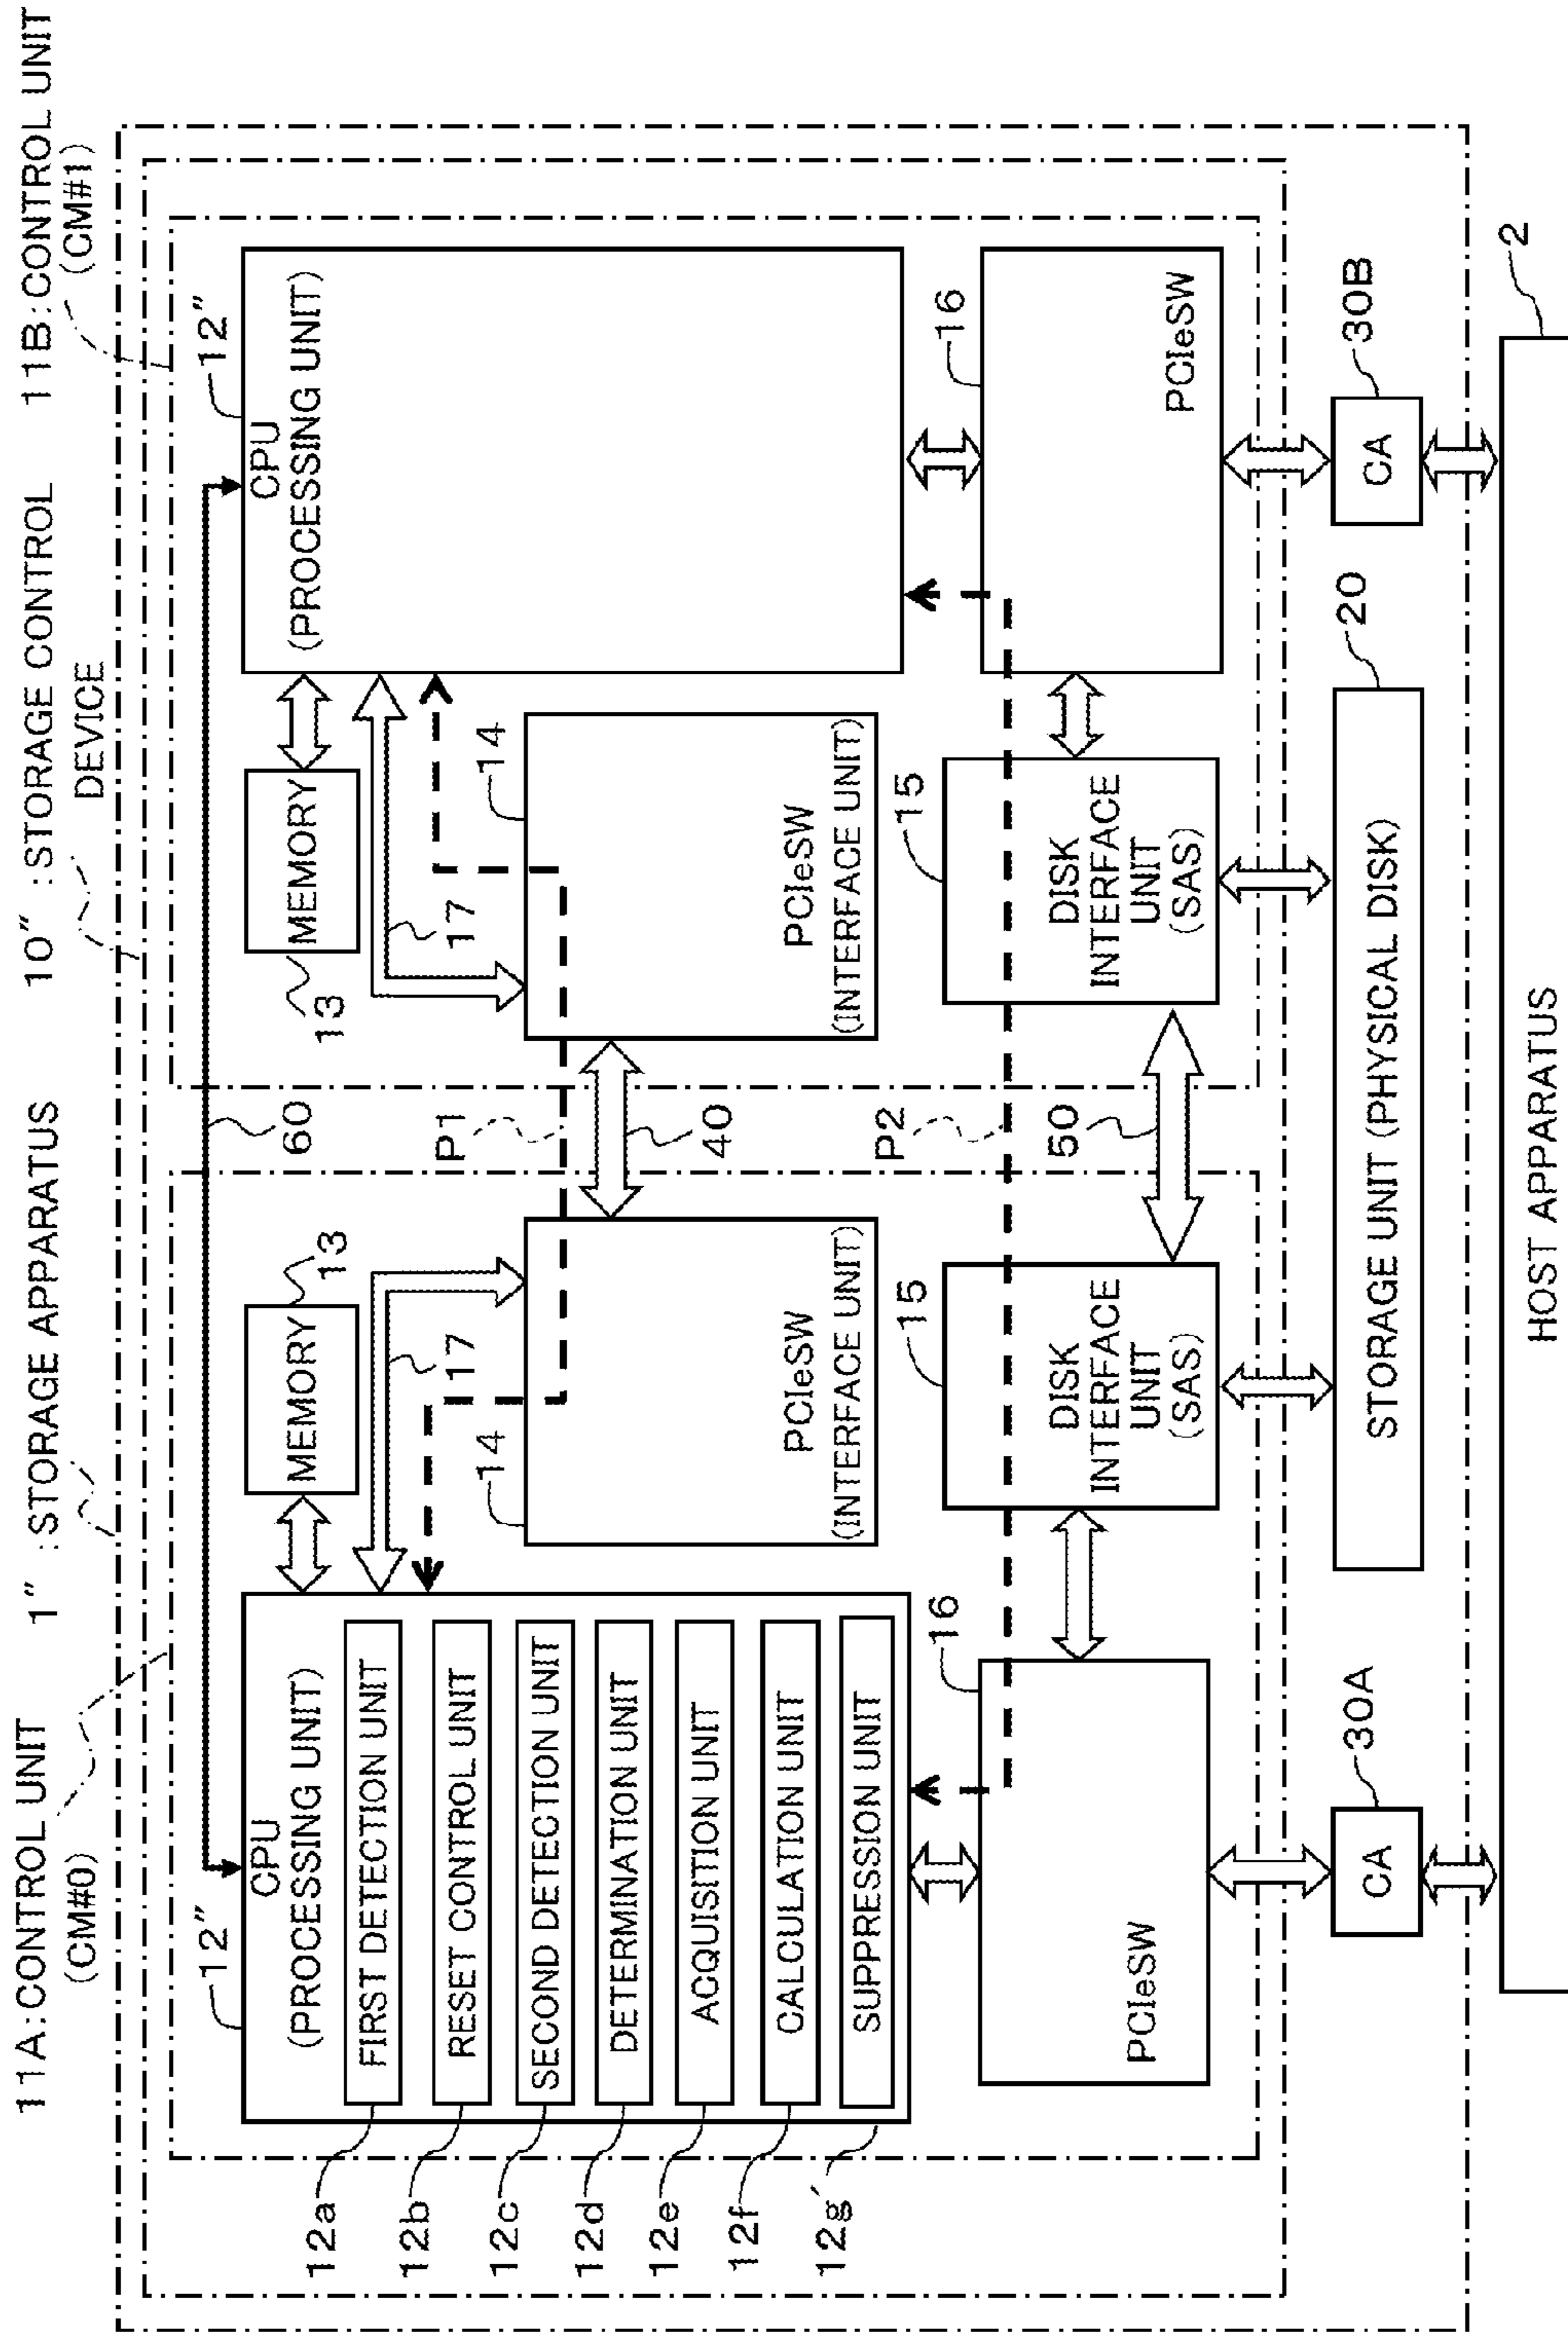 11A:CONTROL UNIT
(CM#0)
1″ :STORAGE APPARATUS
10″ :STORAGE CONTROL
DEVICE
11B:CONTROL UNIT
(CM#1)
12″
CPU
(PROCESSING UNIT)
12a
FIRST DETECTION UNIT
12b
RESET CONTROL UNIT
12c
SECOND DETECTION UNIT
12d
DETERMINATION UNIT
12e
ACQUISITION UNIT
12f
CALCULATION UNIT
12g′
SUPPRESSION UNIT
MEMORY
13
17
14
PCIeSW
(INTERFACE UNIT)
60
P1
40
13
MEMORY
17
14
PCIeSW
(INTERFACE UNIT)
12″
CPU
(PROCESSING UNIT)
16
PCIeSW
15
DISK
INTERFACE
UNIT
(SAS)
P2
50
15
DISK
INTERFACE
UNIT
(SAS)
16
PCIeSW
30A
CA
STORAGE UNIT (PHYSICAL DISK)
20
30B
CA
HOST APPARATUS
2